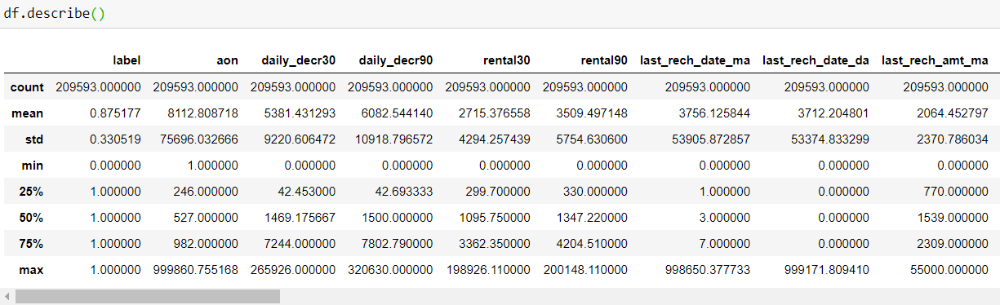 df.describe()
label aon daily_decr30 daily_decr90 rental30 rental90 last_rech_date_ma last_rech_date_da last_rech_amt_ma
count 209593.000000 209593.000000 209593.000000 209593.000000 209593.000000 209593.000000 209593.000000 209593.000000 209593.000000
mean 0.875177 8112.808718 5381.431293 6082.544140 2715.376558 3509.497148 3756.125844 3712.204801 2064.452797
std 0.330519 75696.032666 9220.606472 10918.796572 4294.257439 5754.630600 53905.872857 53374.833299 2370.786034
min 0.000000 1.000000 0.000000 0.000000 0.000000 0.000000 0.000000 0.000000 0.000000
25% 1.000000 246.000000 42.453000 42.693333 299.700000 330.000000 1.000000 0.000000 770.000000
50% 1.000000 527.000000 1469.175667 1500.000000 1095.750000 1347.220000 3.000000 0.000000 1539.000000
75% 1.000000 982.000000 7244.000000 7802.790000 3362.350000 4204.510000 7.000000 0.000000 2309.000000
max 1.000000 999860.755168 265926.000000 320630.000000 198926.110000 200148.110000 998650.377733 999171.809410 55000.000000